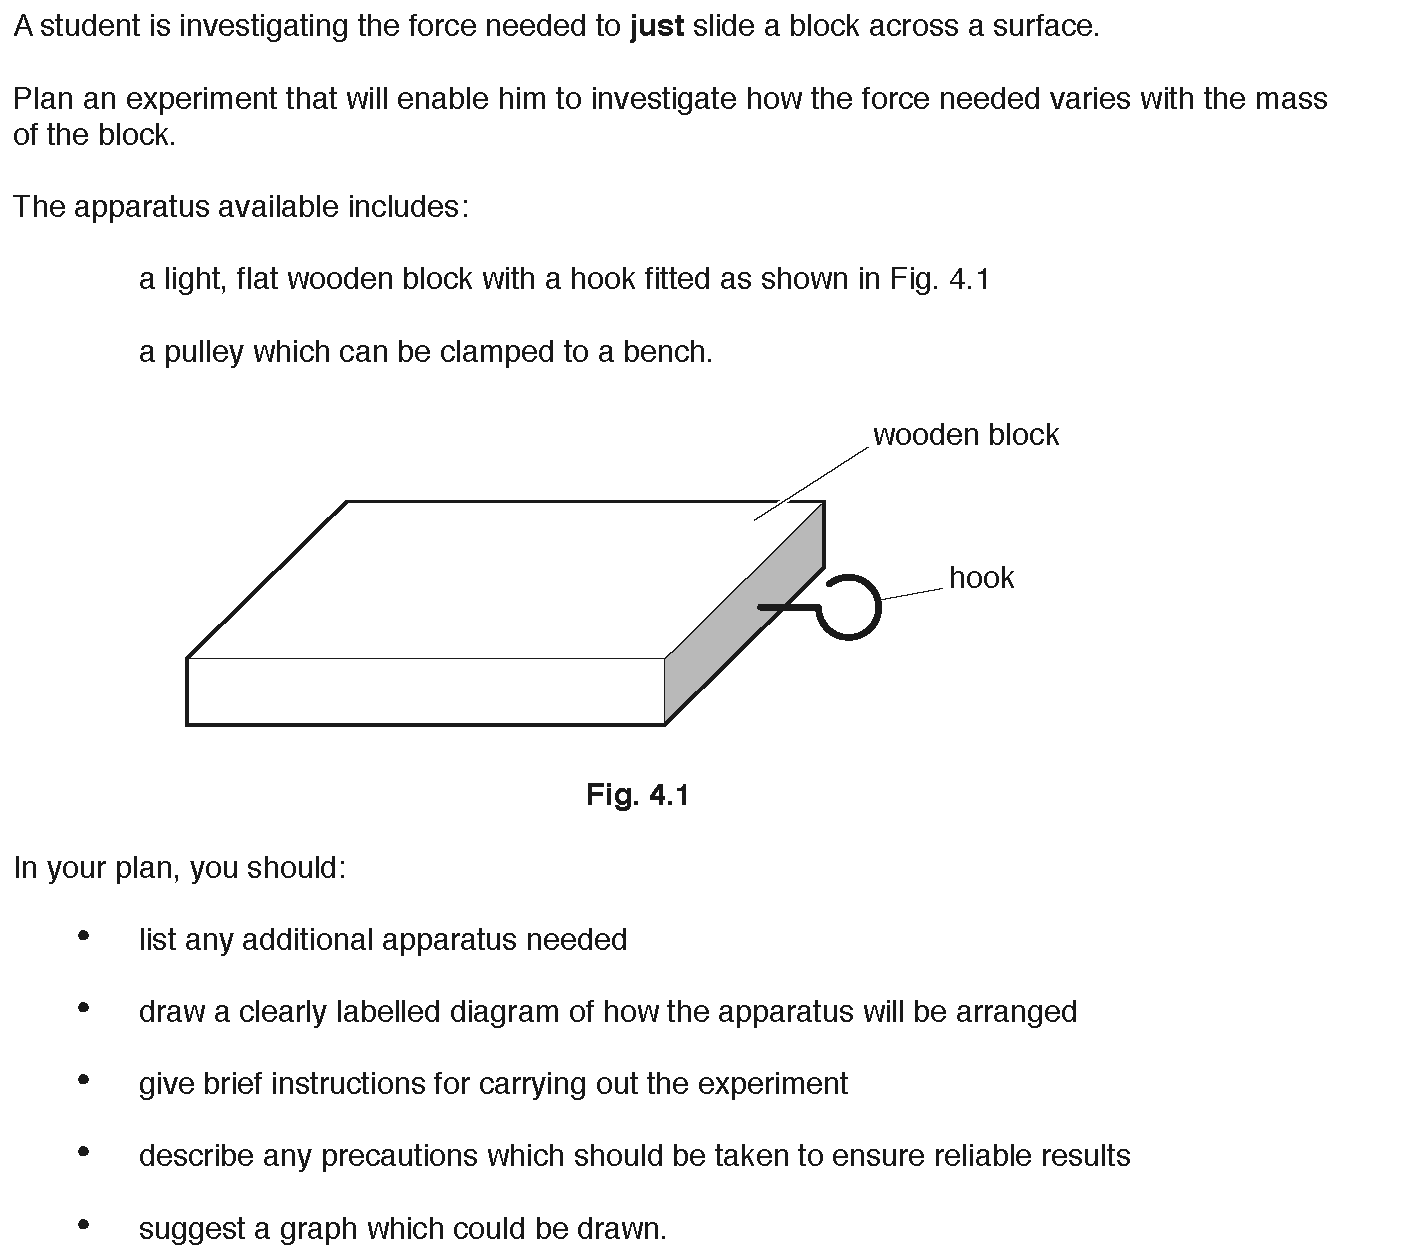 A student is investigating the force needed to just slide a block across a surface.
Plan an experiment that will enable him to investigate how the force needed varies with the mass
of the block.
The apparatus available includes:
a light, flat wooden block with a hook fitted as shown in Fig. 4.1
a pulley which can be clamped to a bench.
wooden block
hook
Fig. 4.1
In your plan, you should:
• list any additional apparatus needed
• draw a clearly labelled diagram of how the apparatus will be arranged
• give brief instructions for carrying out the experiment
• describe any precautions which should be taken to ensure reliable results
• suggest a graph which could be drawn.